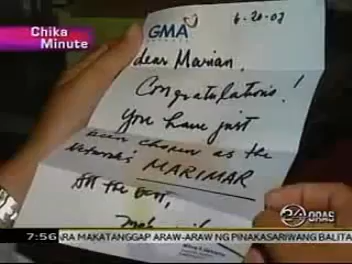 Chika
Minute
GMA
6-20-07
dear Marian,
Congratulations!
You have just
been chosen as the
network's MARIMAR
All the best,
24 ORAS
7:56 ARA MAKATANGGAP ARAW-ARAW NG PINAKASARIWANG BALITA